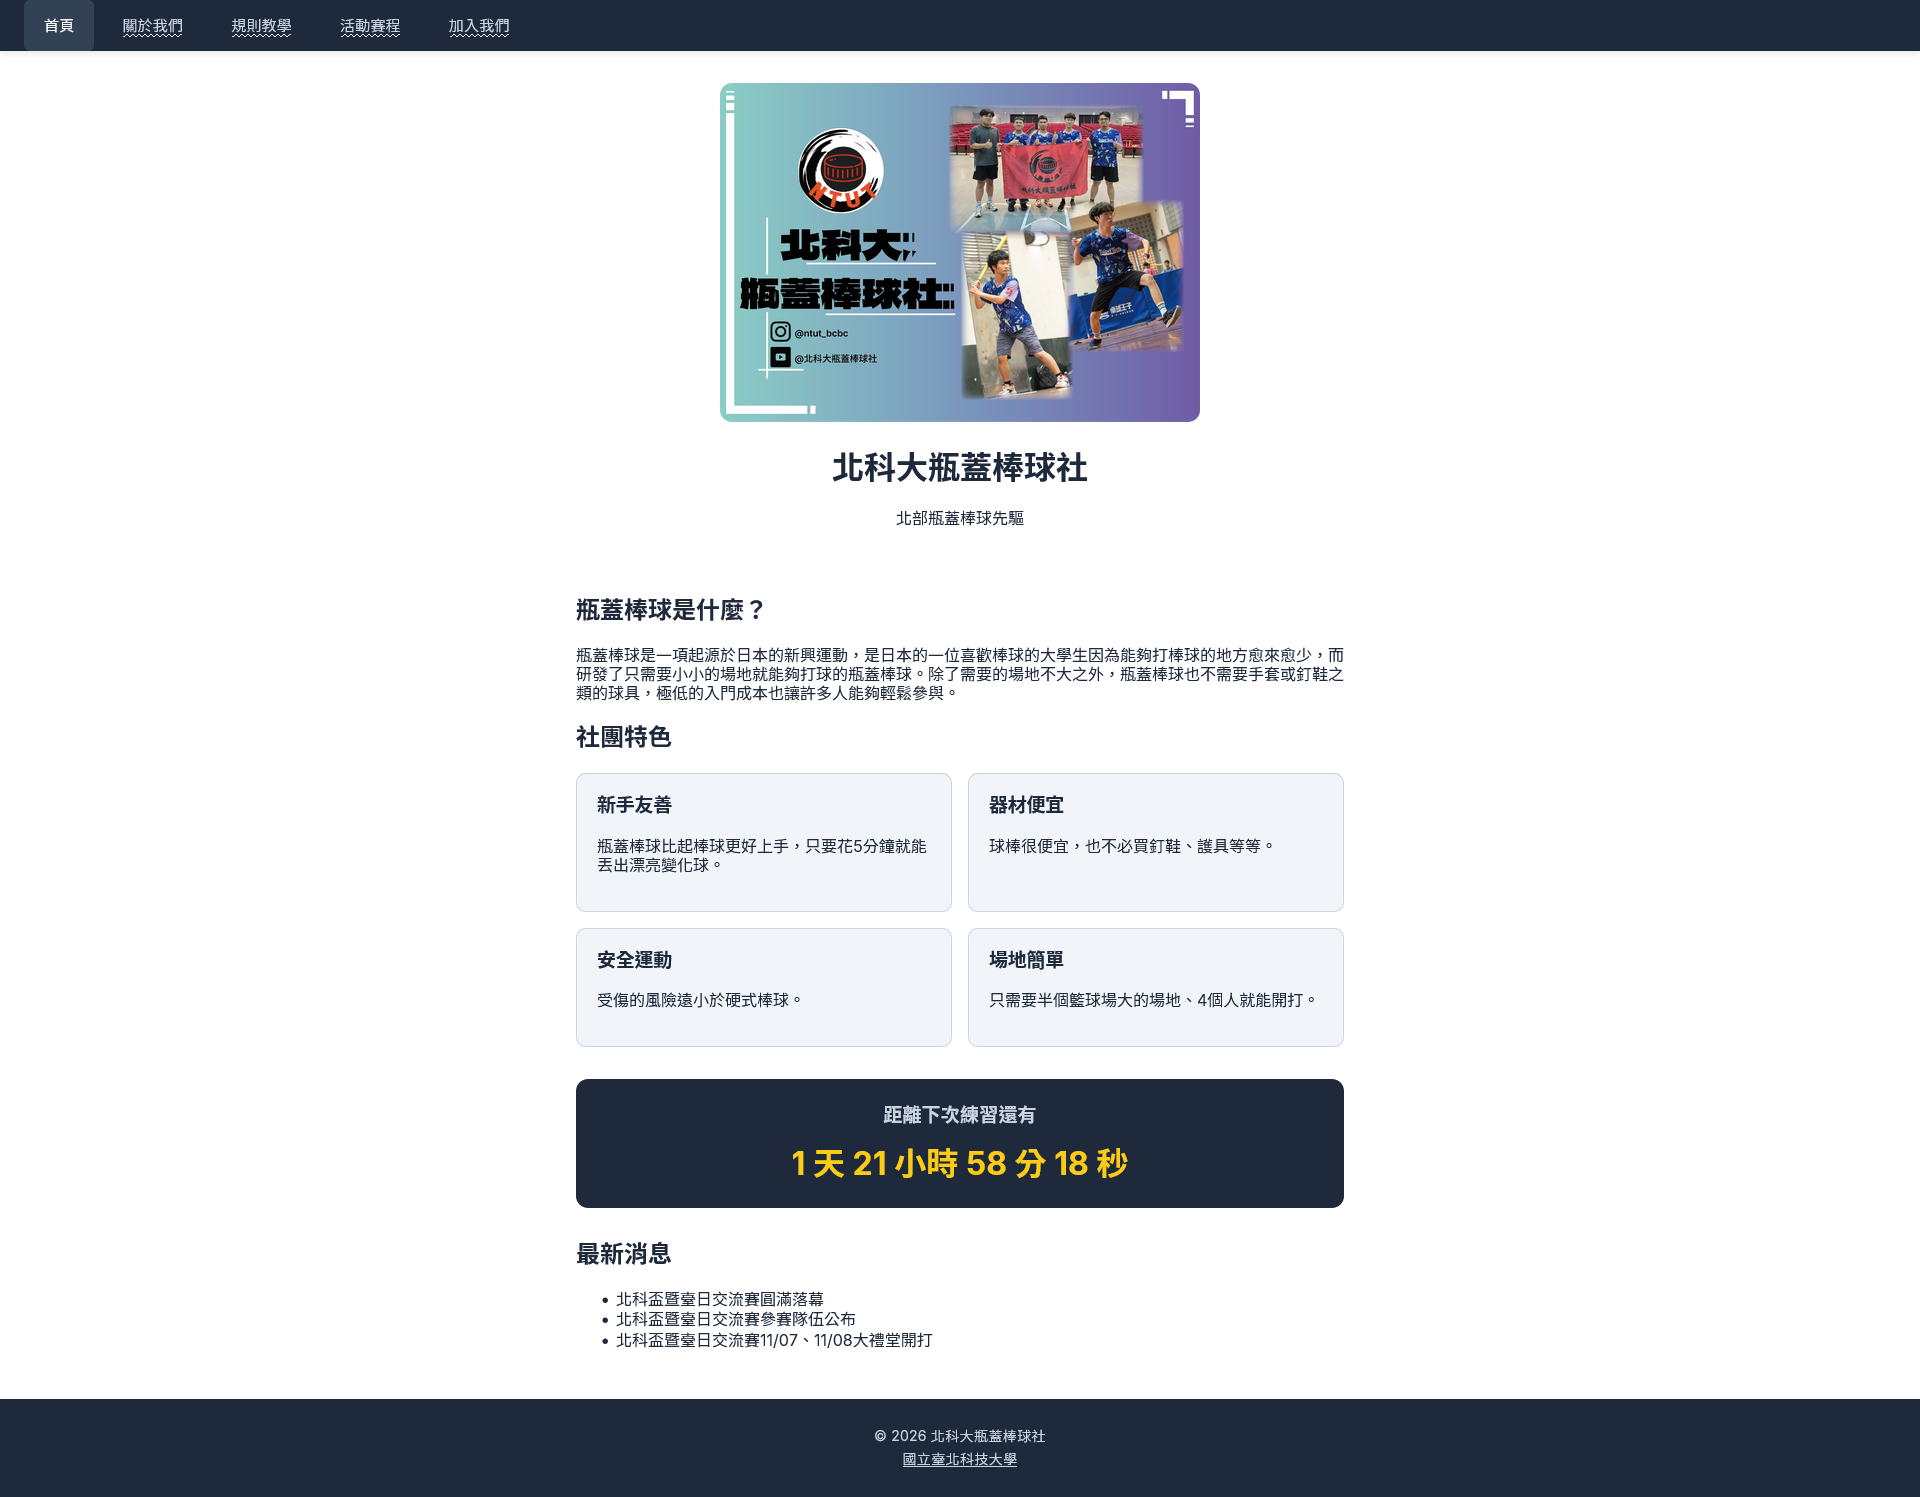 首頁 關於我們 規則教學 活動賽程 加入我們
NTUT
北科大
瓶蓋棒球社
@ntut_bcbc
@北科大瓶蓋棒球社
北科大瓶蓋棒球社
北部瓶蓋棒球先驅
瓶蓋棒球是什麼？
瓶蓋棒球是一項起源於日本的新興運動，是日本的一位喜歡棒球的大學生因為能夠打棒球的地方愈來愈少，而
研發了只需要小小的場地就能夠打球的瓶蓋棒球。除了需要的場地不大之外，瓶蓋棒球也不需要手套或釘鞋之
類的球具，極低的入門成本也讓許多人能夠輕鬆參與。
社團特色
新手友善
瓶蓋棒球比起棒球更好上手，只要花5分鐘就能
丟出漂亮變化球。
器材便宜
球棒很便宜，也不必買釘鞋、護具等等。
安全運動
受傷的風險遠小於硬式棒球。
場地簡單
只需要半個籃球場大的場地、4個人就能開打。
距離下次練習還有
1 天 21 小時 58 分 18 秒
最新消息
• 北科盃暨臺日交流賽圓滿落幕
• 北科盃暨臺日交流賽參賽隊伍公布
• 北科盃暨臺日交流賽11/07、11/08大禮堂開打
© 2026 北科大瓶蓋棒球社
國立臺北科技大學